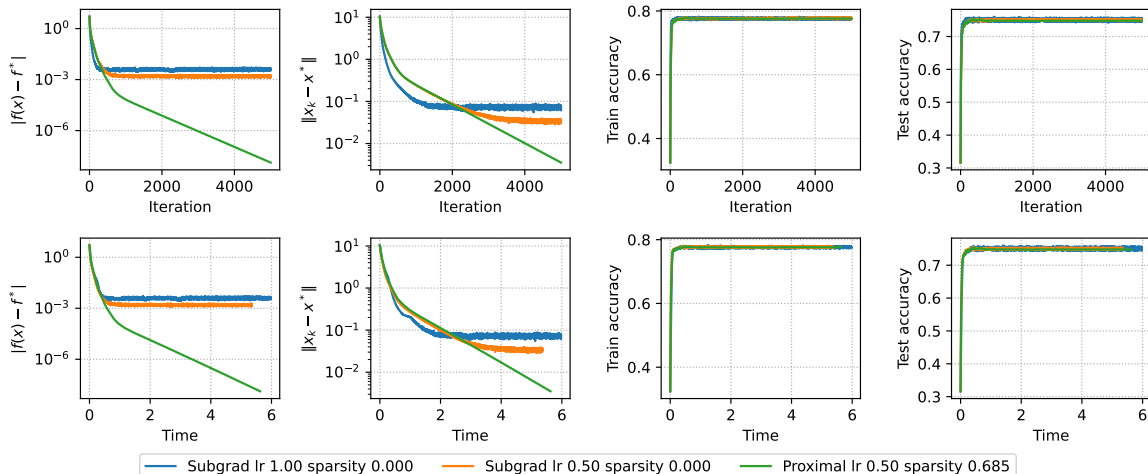 10^0
10^-3
10^-6
|f(x) − f*|
0 2000 4000
Iteration
10^1
10^0
10^-1
10^-2
‖x_k − x*‖
0 2000 4000
Iteration
0.8
0.6
0.4
Train accuracy
0 2000 4000
Iteration
0.7
0.6
0.5
0.4
0.3
Test accuracy
0 2000 4000
Iteration
10^0
10^-3
10^-6
|f(x) − f*|
0 2 4 6
Time
10^1
10^0
10^-1
10^-2
‖x_k − x*‖
0 2 4 6
Time
0.8
0.6
0.4
Train accuracy
0 2 4 6
Time
0.7
0.6
0.5
0.4
0.3
Test accuracy
0 2 4 6
Time
Subgrad lr 1.00 sparsity 0.000 Subgrad lr 0.50 sparsity 0.000 Proximal lr 0.50 sparsity 0.685